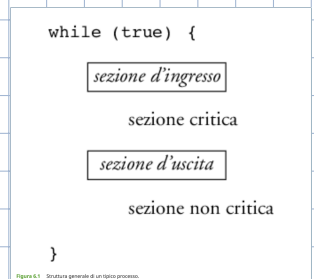 while (true) {
sezione d'ingresso
sezione critica
sezione d'uscita
sezione non critica
}
Figura 6.1 Struttura generale di un tipico processo.